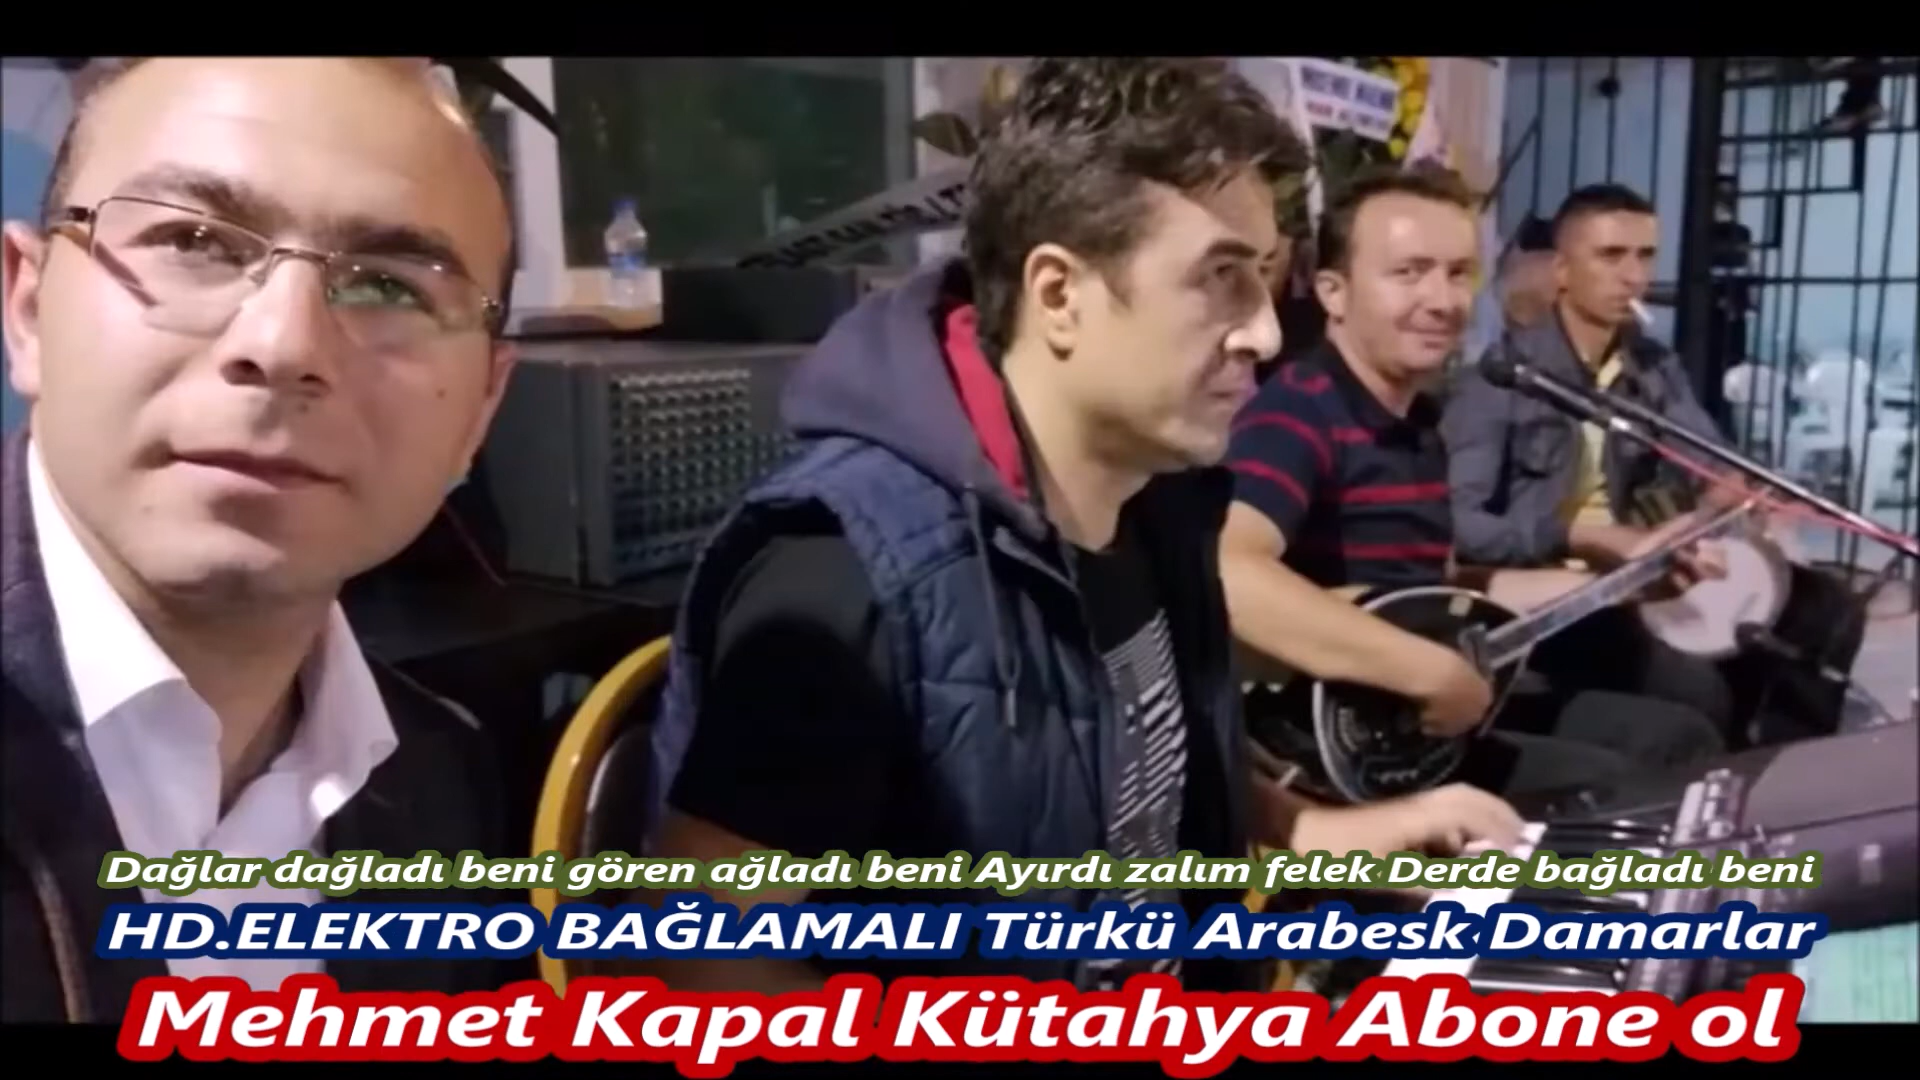 Dağlar dağladı beni gören ağladı beni Ayırdı zalım felek Derde bağladı beni
HD.ELEKTRO BAĞLAMALI Türkü Arabesk Damarlar
Mehmet Kapal Kütahya Abone ol